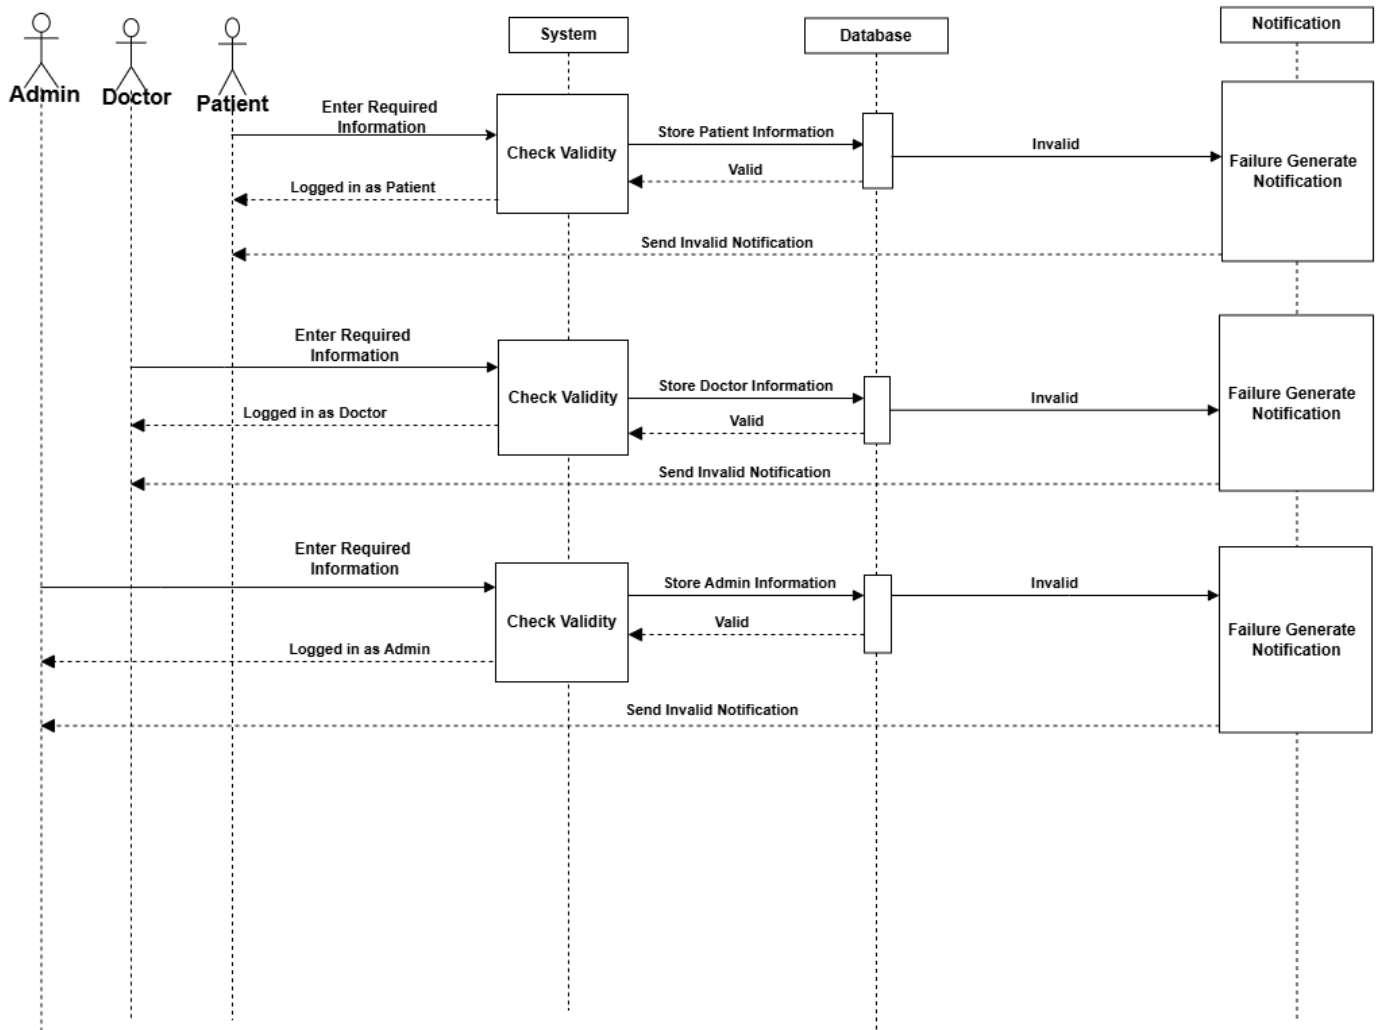 System
Database
Notification
Admin
Doctor
Patient
Enter Required
Information
Check Validity
Store Patient Information
Valid
Invalid
Failure Generate
Notification
Logged in as Patient
Send Invalid Notification
Enter Required
Information
Check Validity
Store Doctor Information
Valid
Invalid
Failure Generate
Notification
Logged in as Doctor
Send Invalid Notification
Enter Required
Information
Check Validity
Store Admin Information
Valid
Invalid
Failure Generate
Notification
Logged in as Admin
Send Invalid Notification